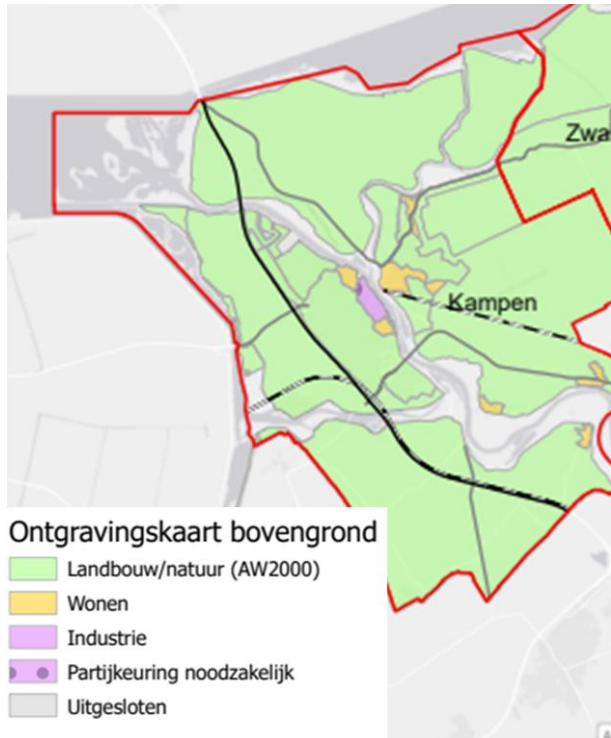 Zwa
Kampen
Ontgravingskaart bovengrond
Landbouw/natuur (AW2000)
Wonen
Industrie
Partijkeuring noodzakelijk
Uitgesloten
A